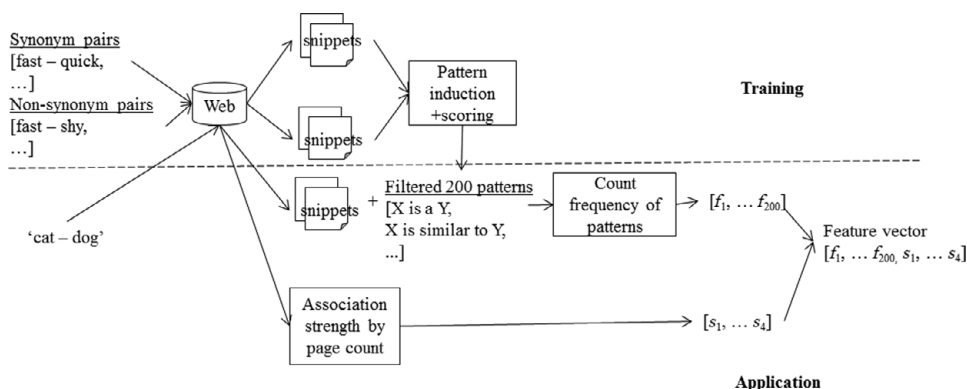 Synonym pairs
[fast – quick,
…]
Non-synonym pairs
[fast – shy,
…]
Web
snippets
snippets
Pattern
induction
+scoring
Training
‘cat – dog’
snippets
+
Filtered 200 patterns
[X is a Y,
X is similar to Y,
...]
Count
frequency of
patterns
[f1, … f200]
Feature vector
[f1, … f200, s1, … s4]
Association
strength by
page count
[s1, … s4]
Application